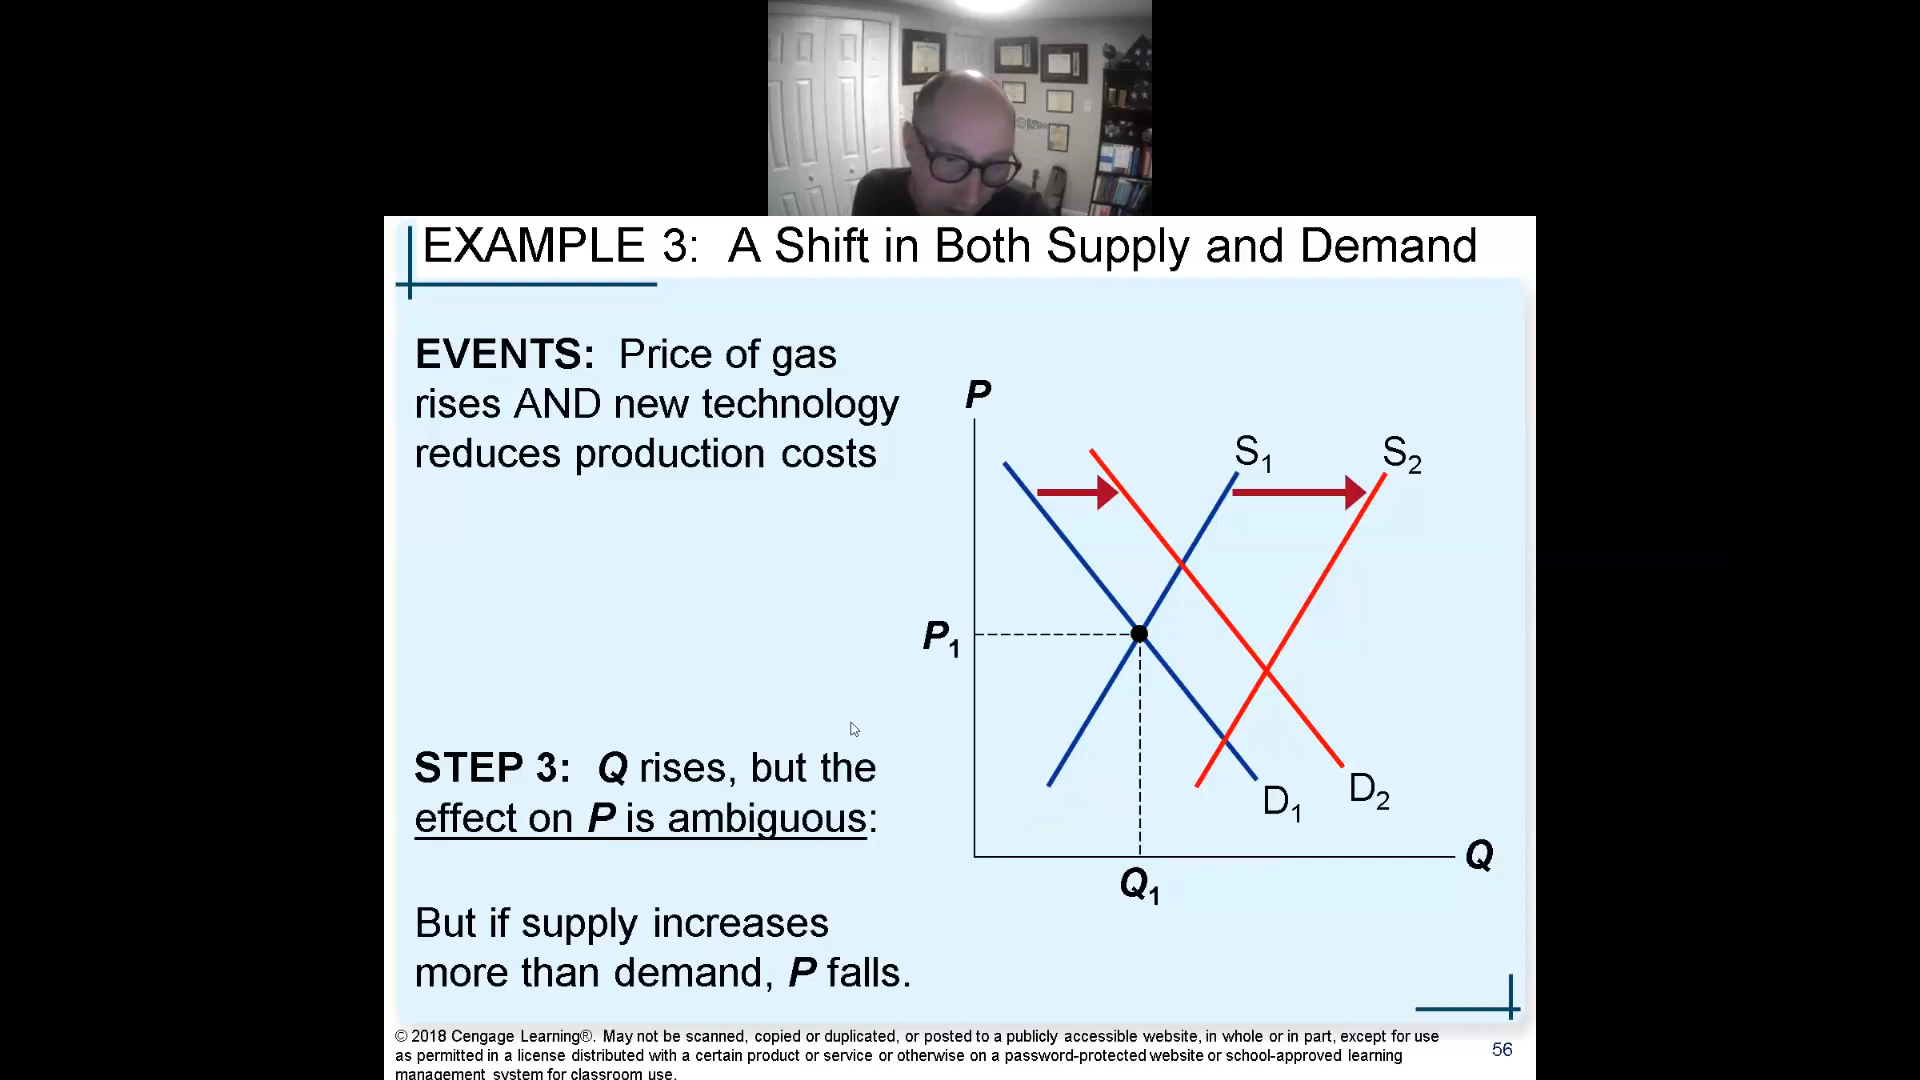 EXAMPLE 3: A Shift in Both Supply and Demand
EVENTS: Price of gas
rises AND new technology
reduces production costs
P
S1
S2
P1
STEP 3: Q rises, but the
effect on P is ambiguous:
D1
D2
Q
Q1
But if supply increases
more than demand, P falls.
© 2018 Cengage Learning®. May not be scanned, copied or duplicated, or posted to a publicly accessible website, in whole or in part, except for use
as permitted in a license distributed with a certain product or service or otherwise on a password-protected website or school-approved learning
management system for classroom use.
56